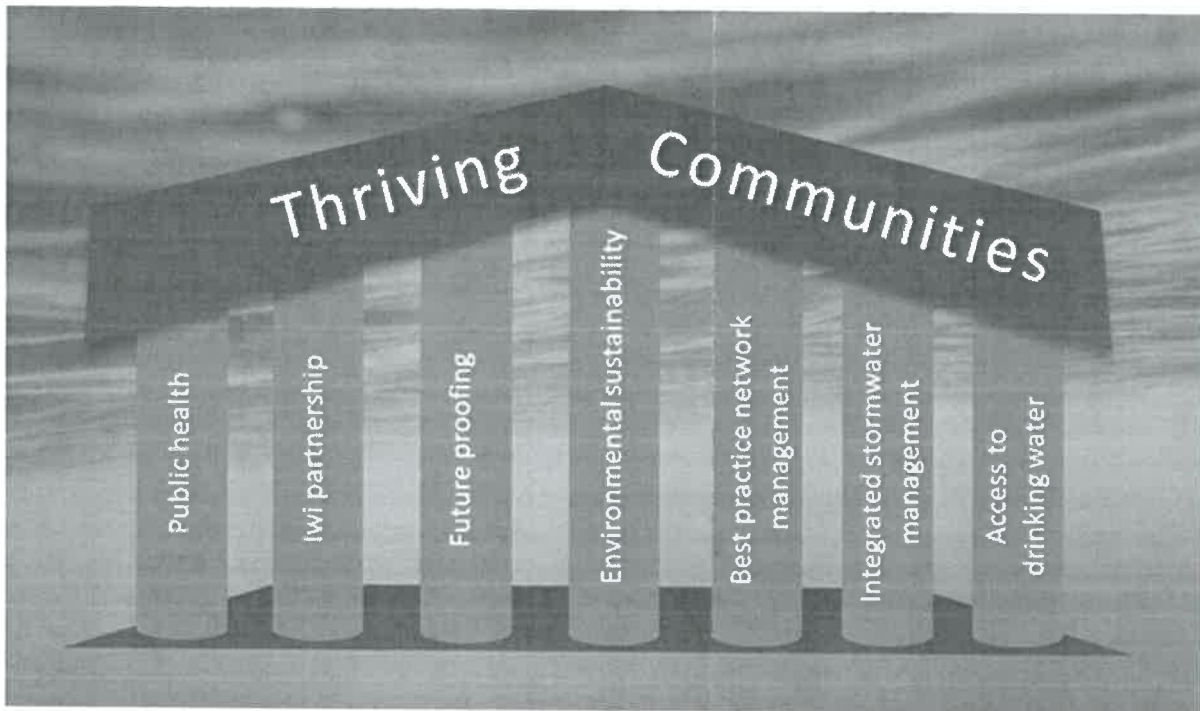 Thriving Communities
Public health
Iwi partnership
Future proofing
Environmental sustainability
Best practice network
management
Integrated stormwater
management
Access to
drinking water